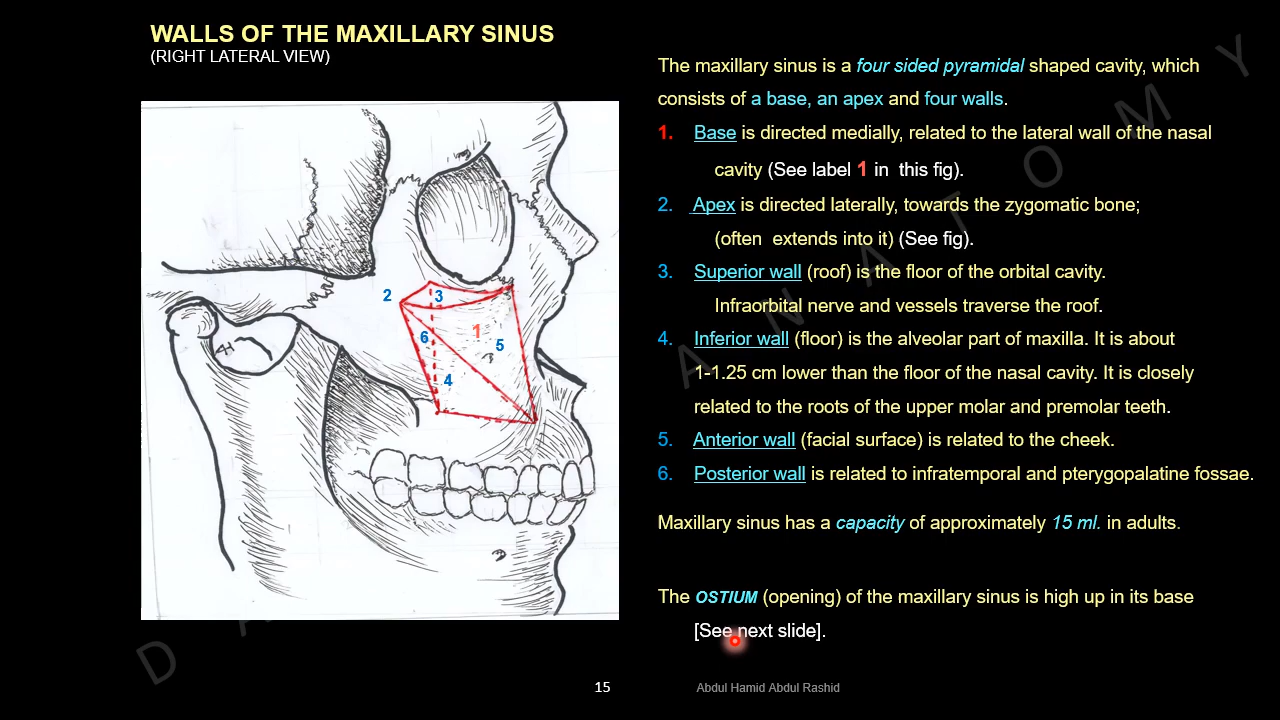 WALLS OF THE MAXILLARY SINUS
(RIGHT LATERAL VIEW)
2
3
6
1
5
4
The maxillary sinus is a four sided pyramidal shaped cavity, which
consists of a base, an apex and four walls.
1. Base is directed medially, related to the lateral wall of the nasal
cavity (See label 1 in this fig).
2. Apex is directed laterally, towards the zygomatic bone;
(often extends into it) (See fig).
3. Superior wall (roof) is the floor of the orbital cavity.
Infraorbital nerve and vessels traverse the roof.
4. Inferior wall (floor) is the alveolar part of maxilla. It is about
1-1.25 cm lower than the floor of the nasal cavity. It is closely
related to the roots of the upper molar and premolar teeth.
5. Anterior wall (facial surface) is related to the cheek.
6. Posterior wall is related to infratemporal and pterygopalatine fossae.
Maxillary sinus has a capacity of approximately 15 ml. in adults.
The OSTIUM (opening) of the maxillary sinus is high up in its base
[See next slide].
15
Abdul Hamid Abdul Rashid
ANATOMY